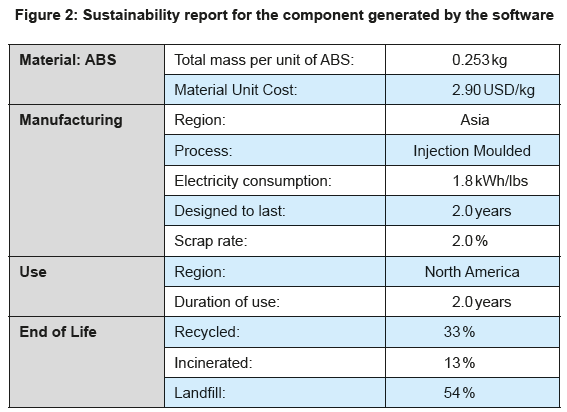 Figure 2: Sustainability report for the component generated by the software
Material: ABS Total mass per unit of ABS: 0.253 kg
Material Unit Cost: 2.90 USD/kg
Manufacturing Region: Asia
Process: Injection Moulded
Electricity consumption: 1.8 kWh/lbs
Designed to last: 2.0 years
Scrap rate: 2.0 %
Use Region: North America
Duration of use: 2.0 years
End of Life Recycled: 33 %
Incinerated: 13 %
Landfill: 54 %